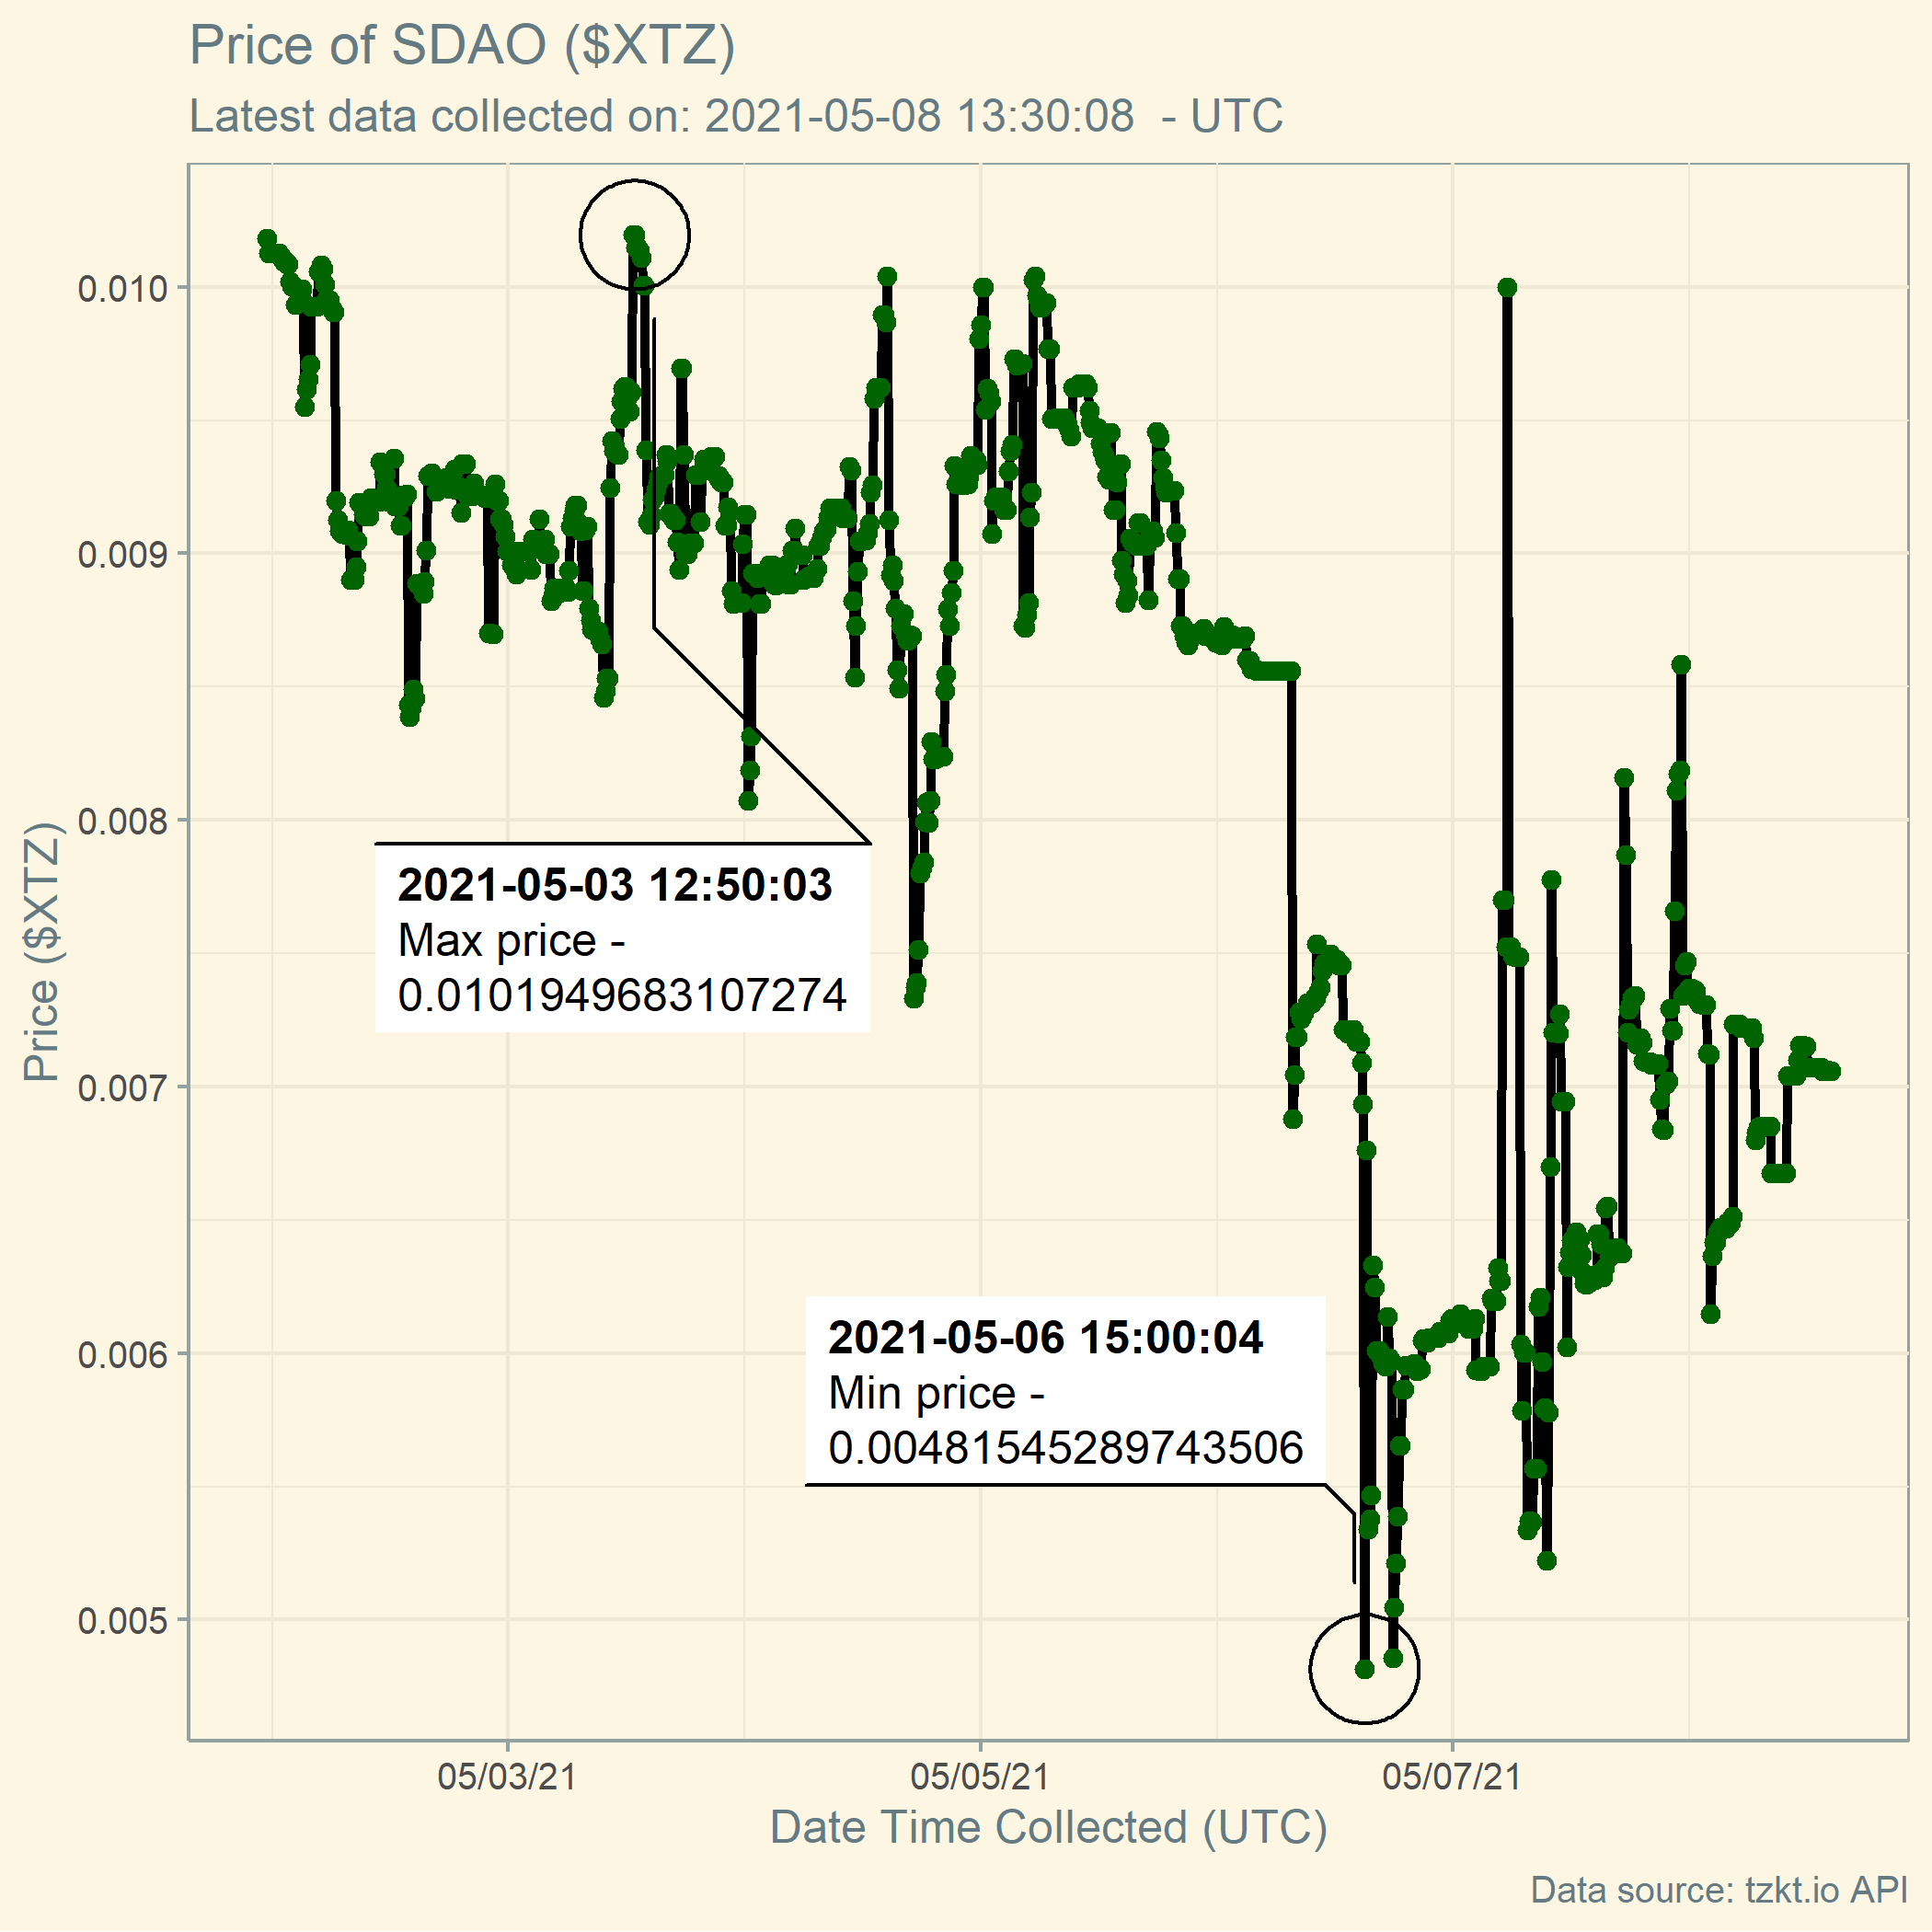 Price of SDAO ($XTZ)
Latest data collected on: 2021-05-08 13:30:08  - UTC
0.010
0.009
0.008
0.007
0.006
0.005
Price ($XTZ)
2021-05-03 12:50:03
Max price -
0.0101949683107274
2021-05-06 15:00:04
Min price -
0.00481545289743506
05/03/21
05/05/21
05/07/21
Date Time Collected (UTC)
Data source: tzkt.io API